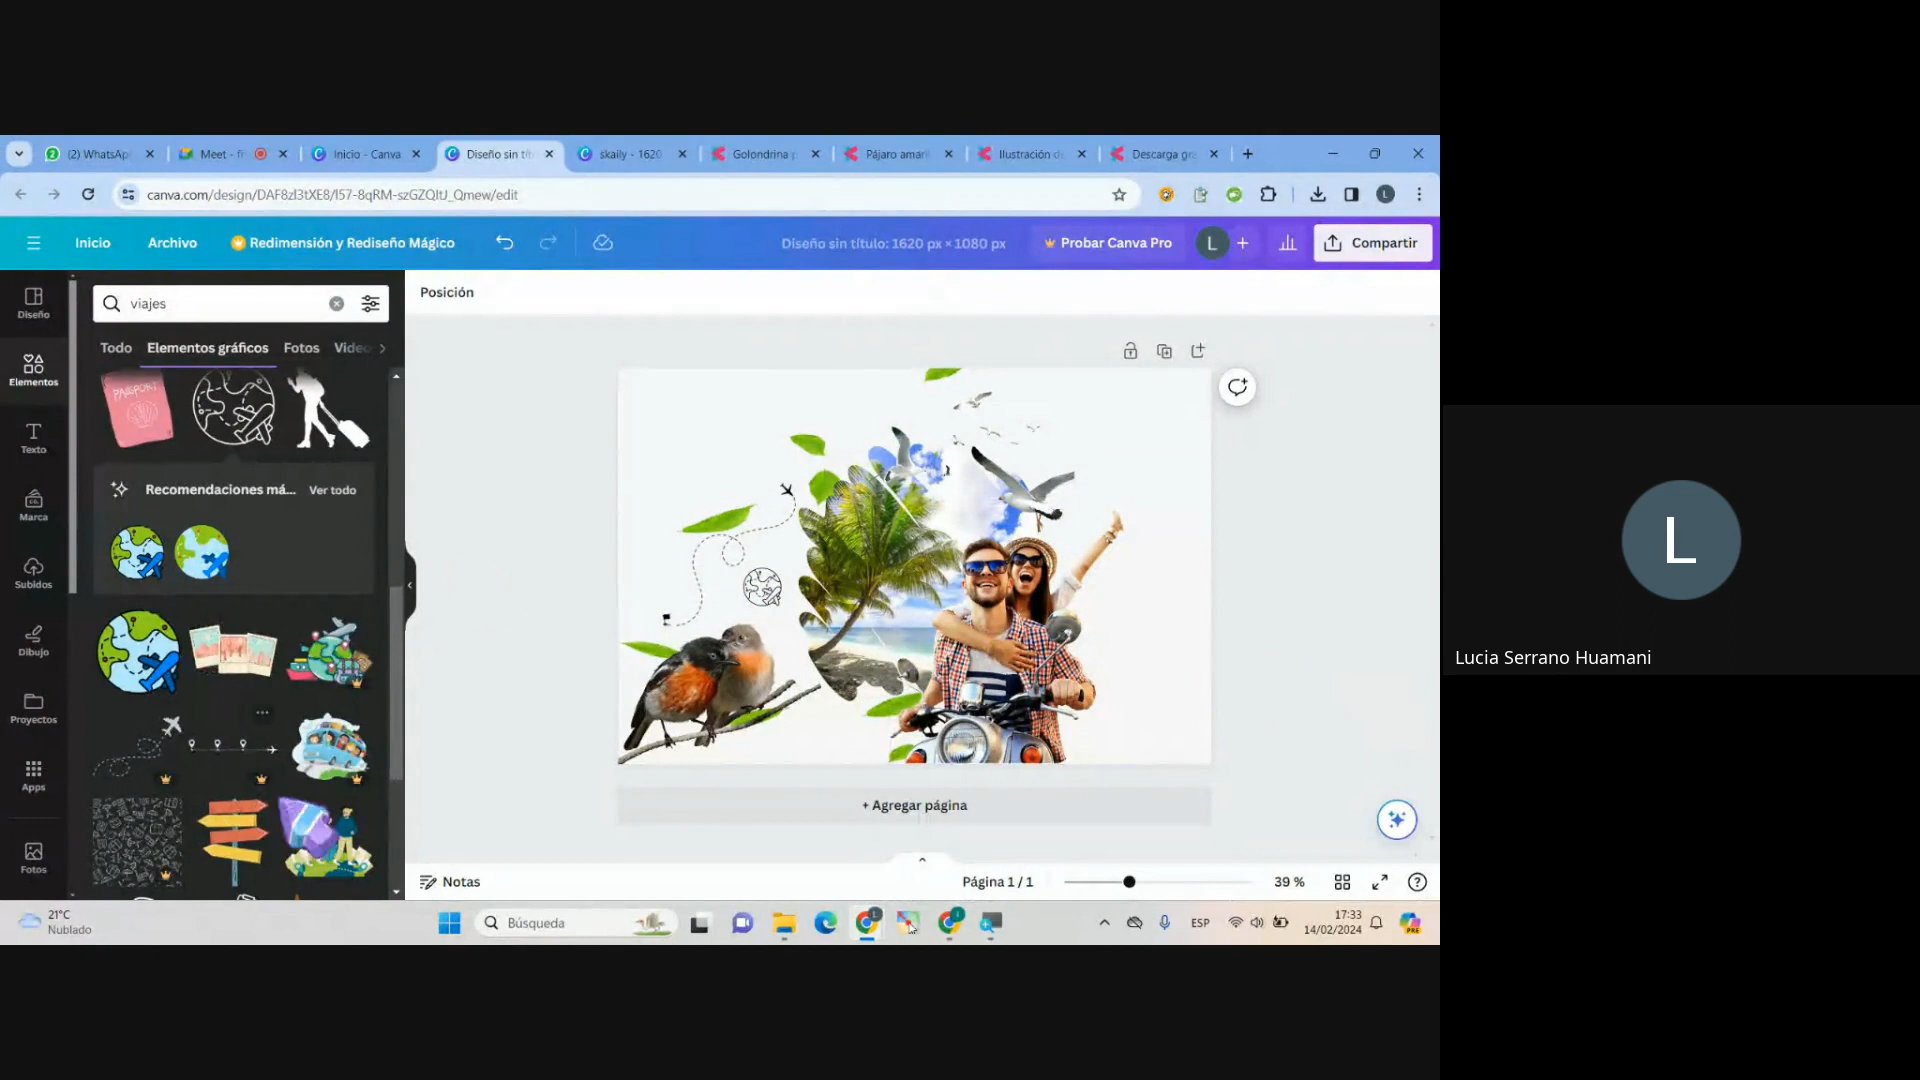 (2) WhatsAp
Meet - f
Inicio - Canva
Diseño sin tít
skaily - 1620
Golondrina p
Pájaro amari
Ilustración d
Descarga gr
canva.com/design/DAF8zl3tXE8/l57-8qRM-szGZQltJ_Qmew/edit
L
Inicio
Archivo
Redimensión y Rediseño Mágico
Diseño sin título: 1620 px × 1080 px
Probar Canva Pro
L
Compartir
Diseño
Elementos
Texto
Marca
Subidos
Dibujo
Proyectos
Apps
Fotos
viajes
Todo
Elementos gráficos
Fotos
Video
PASSPORT
Recomendaciones má...
Ver todo
Posición
+ Agregar página
Notas
Página 1 / 1
39 %
21°C
Nublado
Búsqueda
ESP
17:33
14/02/2024
PRE
L
Lucia Serrano Huamani